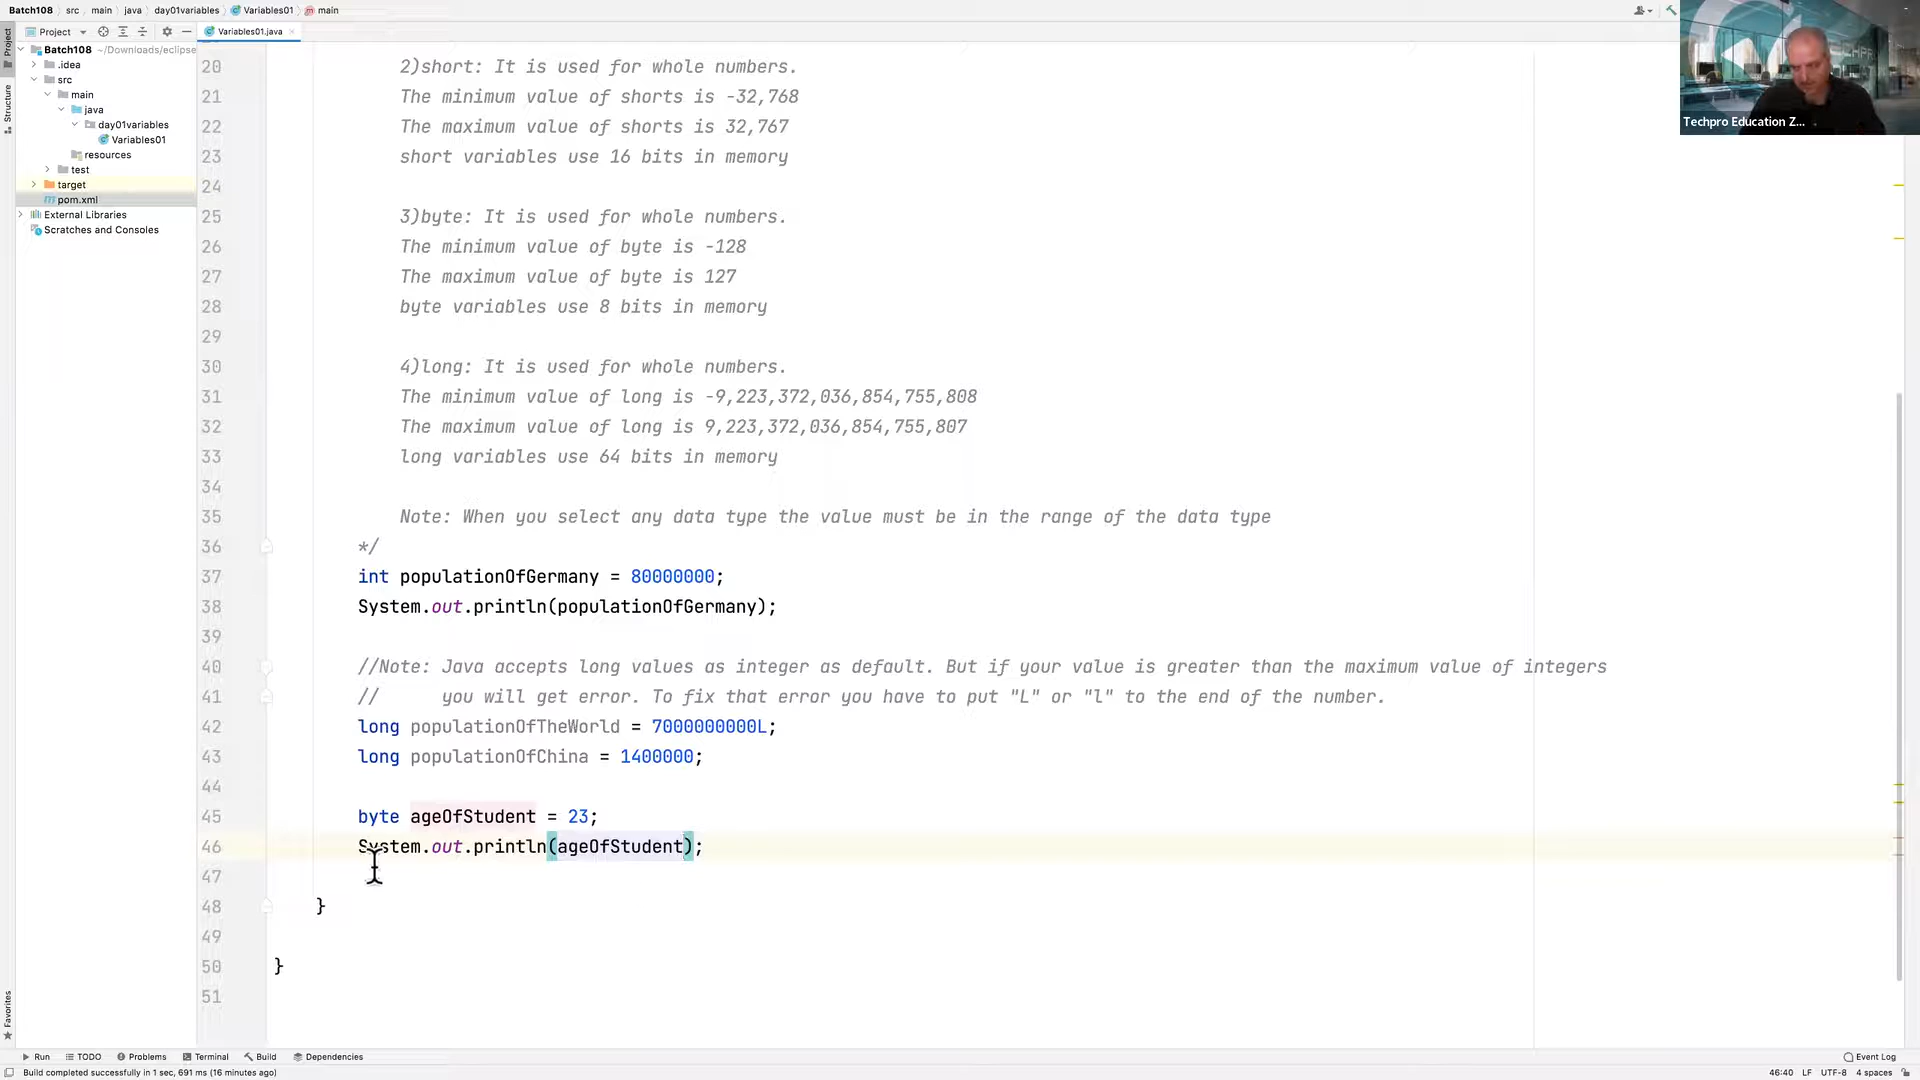 Batch108 src main java day01variables Variables01 main
Project
Variables01.java
Project
Structure
Favorites
Batch108 ~/Downloads/eclipse
.idea
src
main
java
day01variables
Variables01
resources
test
target
pom.xml
External Libraries
Scratches and Consoles
20 2)short: It is used for whole numbers.
21 The minimum value of shorts is -32,768
22 The maximum value of shorts 32,767
23 short variables use 16 bits in memory
24
25 3)byte: It is used for whole numbers.
26 The minimum value of byte is -128
27 The maximum value of byte is 127
28 byte variables use 8 bits in memory
29
30 4)long: It is used for whole numbers.
31 The minimum value of long is -9,223,372,036,854,755,808
32 The maximum value of long is 9,223,372,036,854,755,807
33 long variables use 64 bits in memory
34
35 Note: When you select any data type the value must be in the range of the data type
36 */
37 int populationOfGermany = 80000000;
38 System.out.println(populationOfGermany);
39
40 //Note: Java accepts long values as integer as default. But if your value is greater than the maximum value of integers
41 // you will get error. To fix that error you have to put "L" or "l" to the end of the number.
42 long populationOfTheWorld = 7000000000L;
43 long populationOfChina = 1400000;
44
45 byte ageOfStudent = 23;
46 System.out.println(ageOfStudent);
47
48 }
49
50 }
51
Techpro Education Z...
Run TODO Problems Terminal Build Dependencies Event Log
Build completed successfully in 1 sec, 691 ms (16 minutes ago) 46:40 LF UTF-8 4 spaces